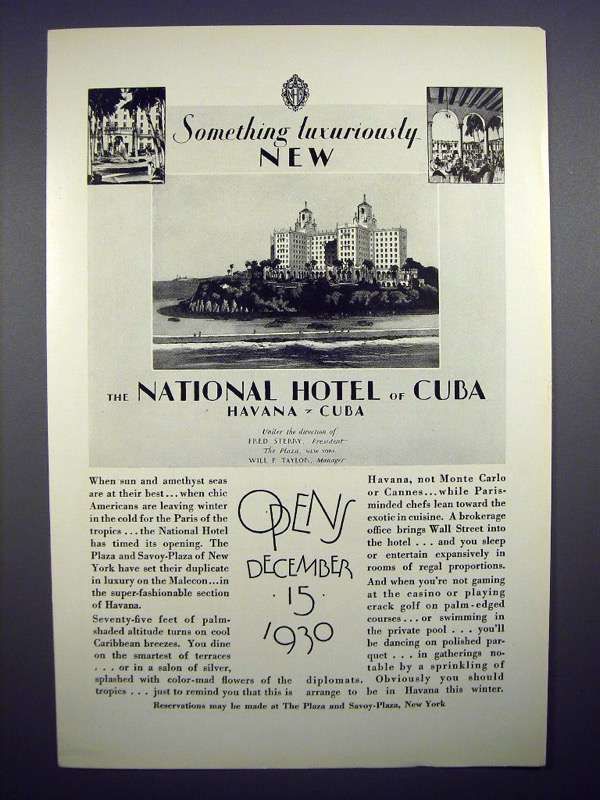 NHC
Something luxuriously
NEW
THE NATIONAL HOTEL OF CUBA
HAVANA ~ CUBA
Under the direction of
FRED STERRY, President
The Plaza, NEW YORK
WILL P. TAYLOR, Manager
When sun and amethyst seas
are at their best...when chic
Americans are leaving winter
in the cold for the Paris of the
tropics...the National Hotel
has timed its opening. The
Plaza and Savoy-Plaza of New
York have set their duplicate
in luxury on the Malecon...in
the super-fashionable section
of Havana.
Seventy-five feet of palm-
shaded altitude turns on cool
Caribbean breezes. You dine
on the smartest of terraces
...or in a salon of silver,
splashed with color-mad flowers of the
tropics...just to remind you that this is
OPENS
DECEMBER
·15·
1930
Havana, not Monte Carlo
or Cannes...while Paris-
minded chefs lean toward the
exotic in cuisine. A brokerage
office brings Wall Street into
the hotel...and you sleep
or entertain expansively in
rooms of regal proportions.
And when you're not gaming
at the casino or playing
crack golf on palm-edged
courses...or swimming in
the private pool...you'll
be dancing on polished par-
quet...in gatherings no-
table by a sprinkling of
diplomats. Obviously you should
arrange to be in Havana this winter.
Reservations may be made at The Plaza and Savoy-Plaza, New York